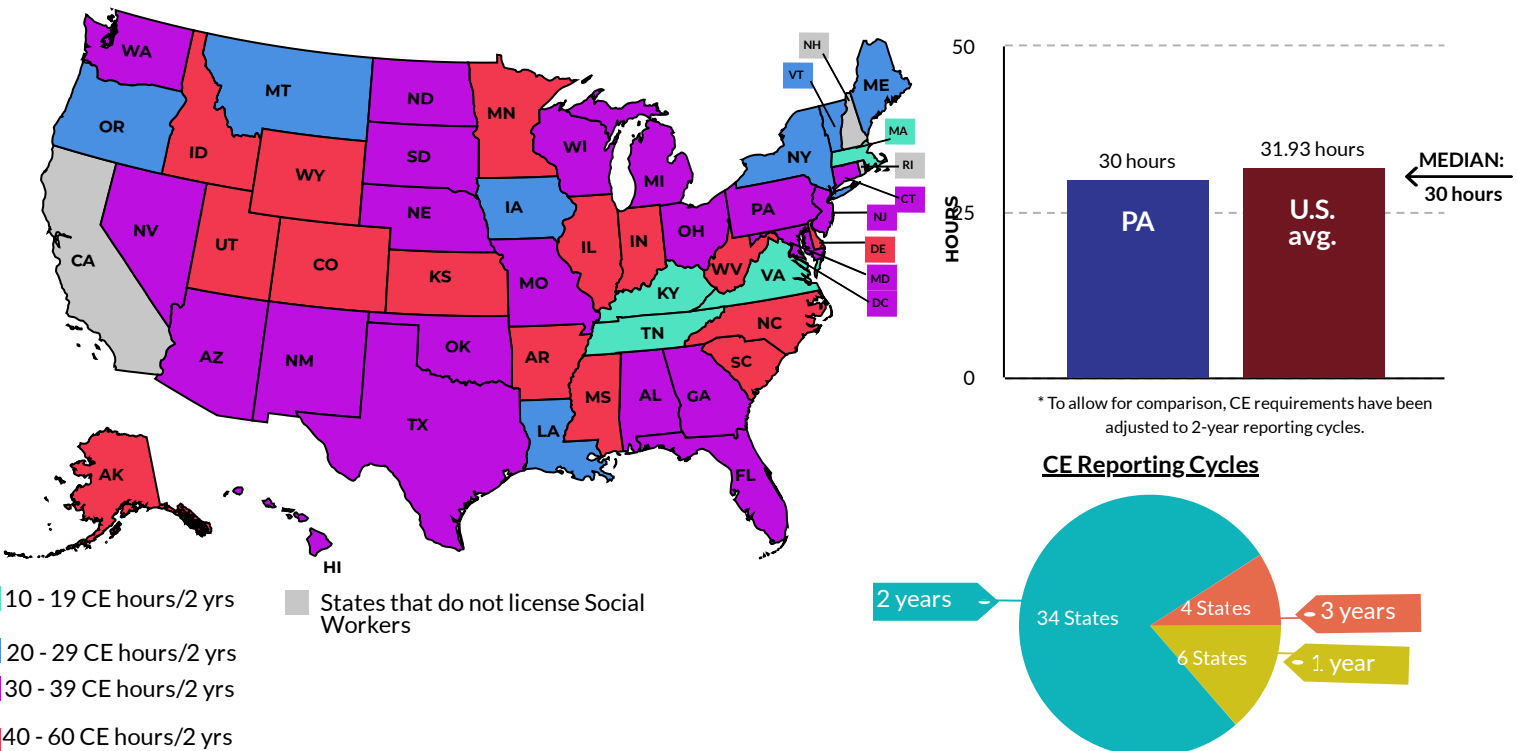 WA
MT
ND
MN
OR
ID
WY
SD
WI
MI
NH
VT
ME
MA
NY
RI
CT
NJ
PA
DE
MD
DC
NE
IA
NV
UT
CO
CA
KS
MO
IL
IN
OH
WV
VA
KY
TN
NC
SC
AZ
NM
OK
AR
MS
AL
GA
TX
LA
FL
AK
HI
10 - 19 CE hours/2 yrs
20 - 29 CE hours/2 yrs
30 - 39 CE hours/2 yrs
40 - 60 CE hours/2 yrs
States that do not license Social
Workers
50
25
0
HOURS
30 hours
31.93 hours
PA
U.S.
avg.
MEDIAN:
30 hours
* To allow for comparison, CE requirements have been
adjusted to 2-year reporting cycles.
CE Reporting Cycles
2 years
34 States
4 States
3 years
6 States
1 year